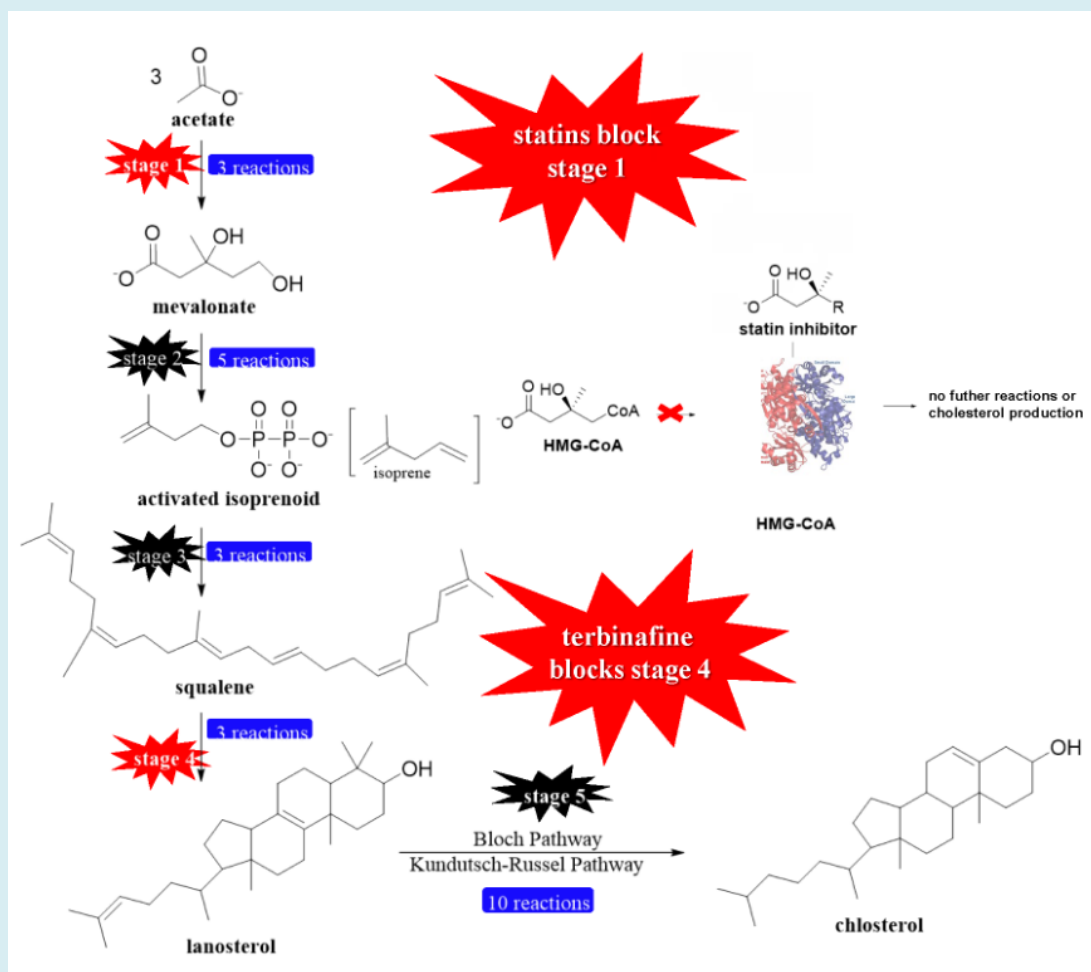 3
O
O-
acetate
stage 1
3 reactions
statins block
stage 1
O
OH
-O
OH
mevalonate
stage 2
5 reactions
O
HO
-O
R
statin inhibitor
O O
O-P-P-O-
O- O-
activated isoprenoid
isoprene
O
HO
-O
CoA
HMG-CoA
no futher reactions or
cholesterol production
HMG-CoA
stage 3
3 reactions
squalene
terbinafine
blocks stage 4
3 reactions
stage 4
OH
lanosterol
stage 5
Bloch Pathway
Kundutsch-Russel Pathway
10 reactions
OH
chlosterol